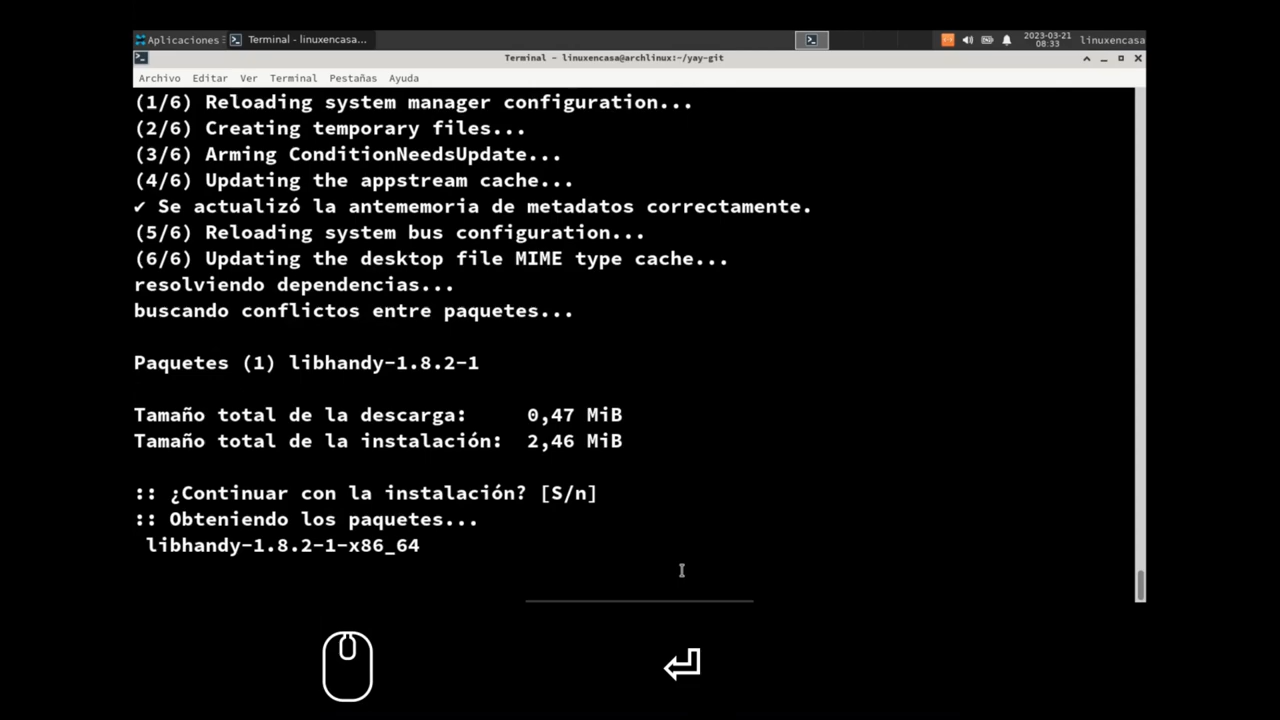 Aplicaciones
Terminal - linuxencasa...
2023-03-21
08:33
linuxencasa
Terminal - linuxencasa@archlinux:~/yay-git
Archivo Editar Ver Terminal Pestañas Ayuda
(1/6) Reloading system manager configuration...
(2/6) Creating temporary files...
(3/6) Arming ConditionNeedsUpdate...
(4/6) Updating the appstream cache...
✔ Se actualizó la antememoria de metadatos correctamente.
(5/6) Reloading system bus configuration...
(6/6) Updating the desktop file MIME type cache...
resolviendo dependencias...
buscando conflictos entre paquetes...
Paquetes (1) libhandy-1.8.2-1
Tamaño total de la descarga: 0,47 MiB
Tamaño total de la instalación: 2,46 MiB
:: ¿Continuar con la instalación? [S/n]
:: Obteniendo los paquetes...
libhandy-1.8.2-1-x86_64